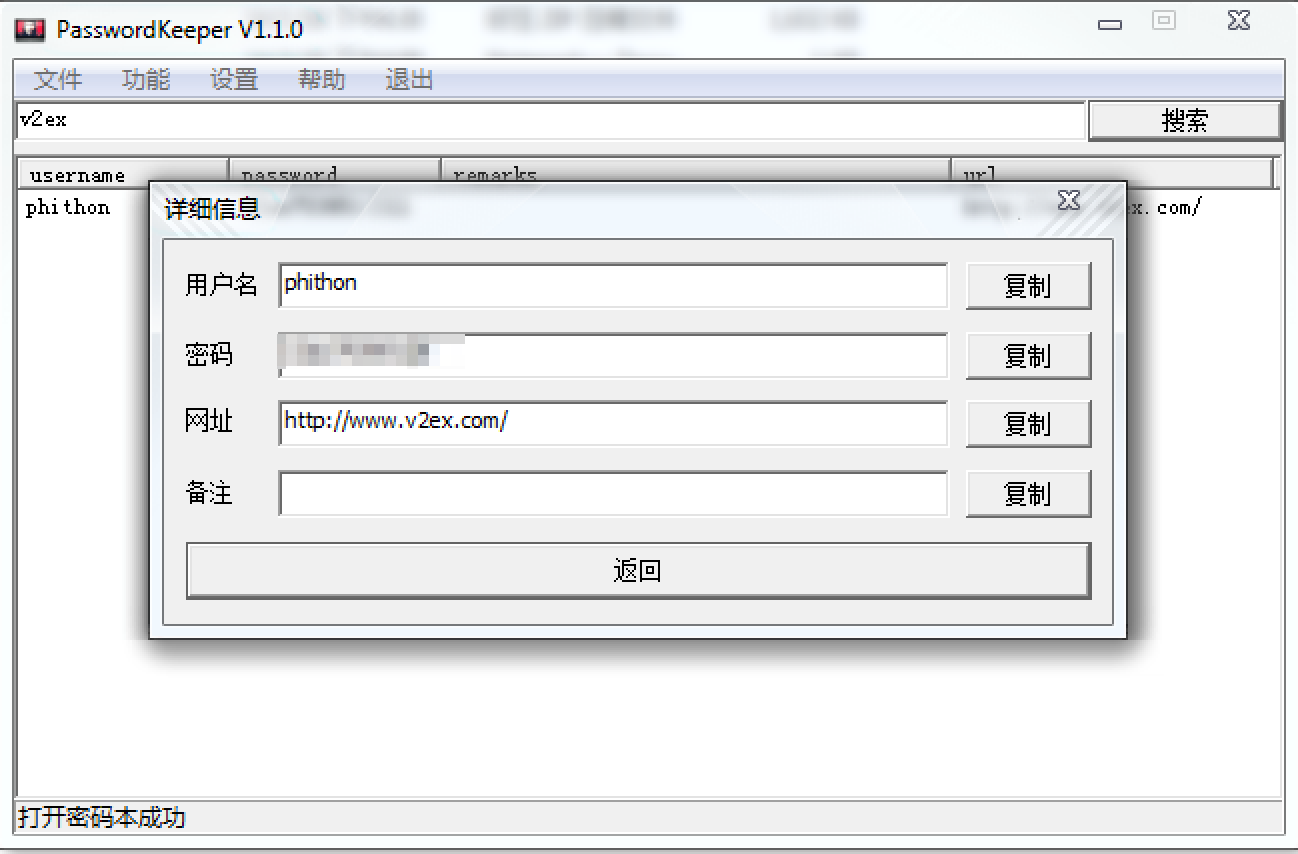 PasswordKeeper V1.1.0
文件 功能 设置 帮助 退出
v2ex 搜索
username password remarks url
phithon x.com/
详细信息
用户名 phithon 复制
密码 复制
网址 http://www.v2ex.com/ 复制
备注 复制
返回
打开密码本成功